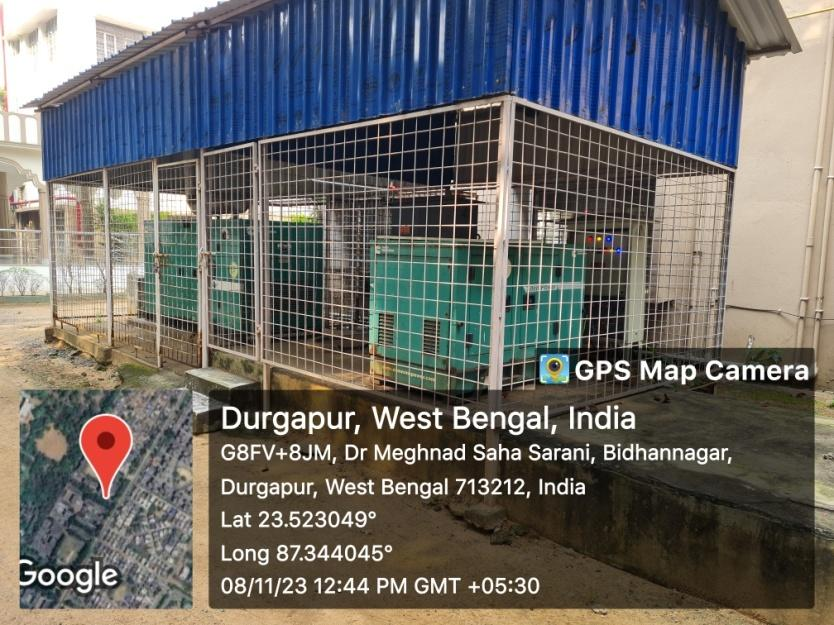 GPS Map Camera
Durgapur, West Bengal, India
G8FV+8JM, Dr Meghnad Saha Sarani, Bidhannagar,
Durgapur, West Bengal 713212, India
Lat 23.523049°
Long 87.344045°
08/11/23 12:44 PM GMT +05:30
Google